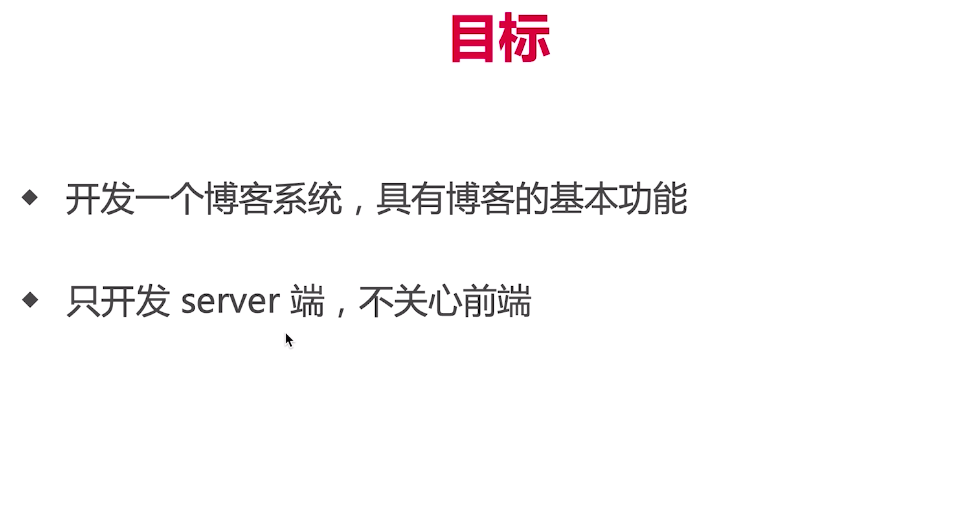 目标
◆ 开发一个博客系统，具有博客的基本功能
◆ 只开发 server 端，不关心前端